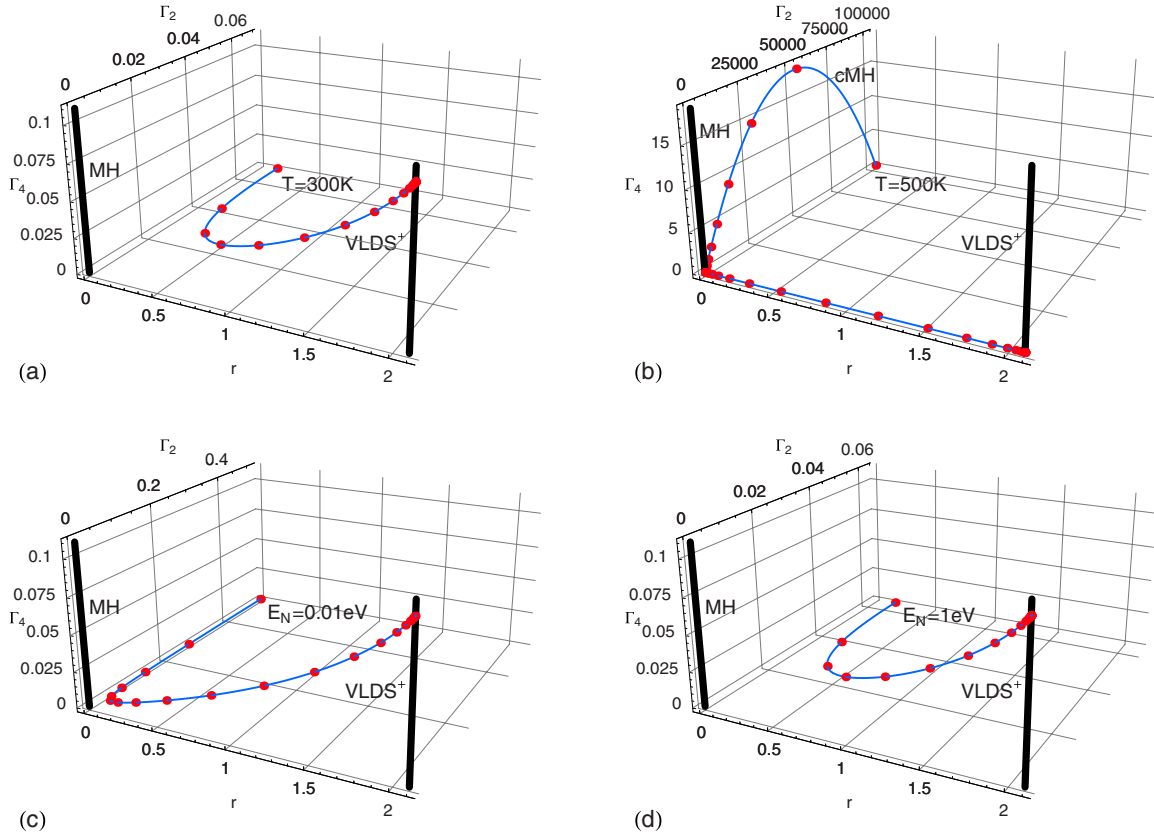 Γ2
0 0.02 0.04 0.06
0.1
0.075
Γ4
0.05
0.025
0
MH
T=300K
VLDS+
0 0.5 1 1.5 2
r
(a)
Γ2
0 25000 50000 75000 100000
cMH
15
10
Γ4
5
0
MH
T=500K
VLDS+
0 0.5 1 1.5 2
r
(b)
Γ2
0 0.2 0.4
0.1
0.075
Γ4
0.05
0.025
0
MH
EN=0.01eV
VLDS+
0 0.5 1 1.5 2
r
(c)
Γ2
0 0.02 0.04 0.06
0.1
0.075
Γ4
0.05
0.025
0
MH
EN=1eV
VLDS+
0 0.5 1 1.5 2
r
(d)